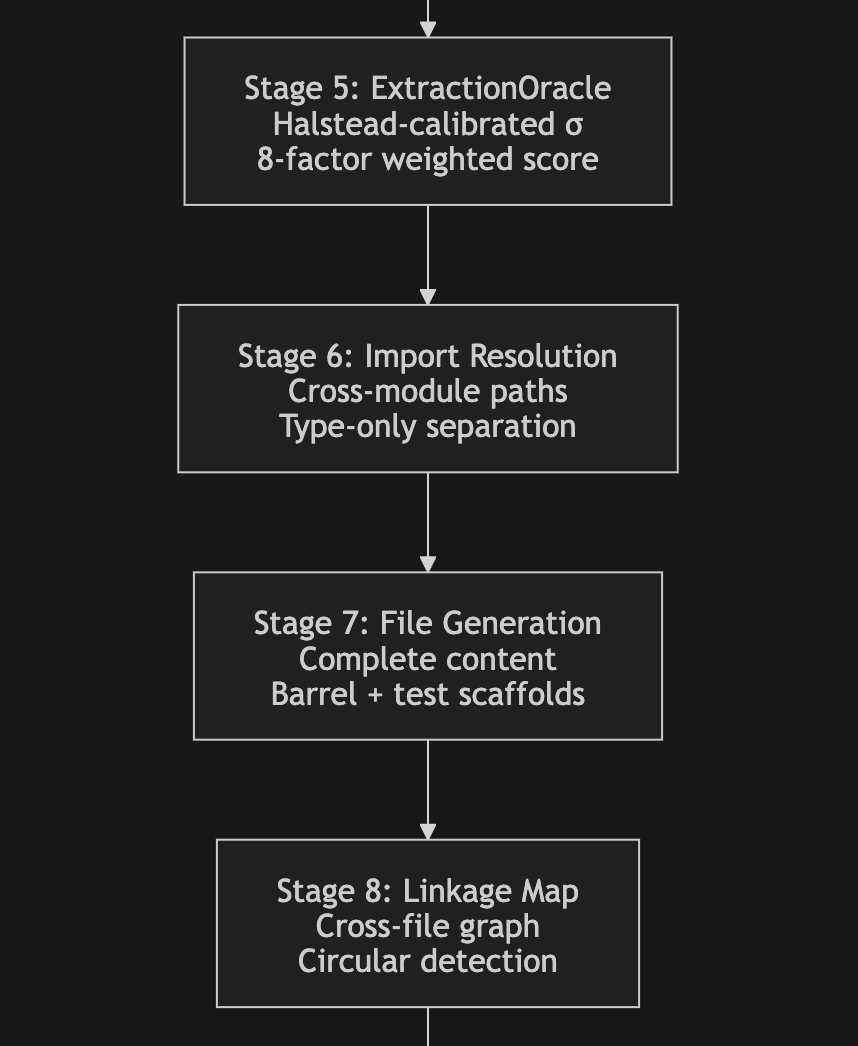 Stage 5: ExtractionOracle
Halstead-calibrated σ
8-factor weighted score
Stage 6: Import Resolution
Cross-module paths
Type-only separation
Stage 7: File Generation
Complete content
Barrel + test scaffolds
Stage 8: Linkage Map
Cross-file graph
Circular detection